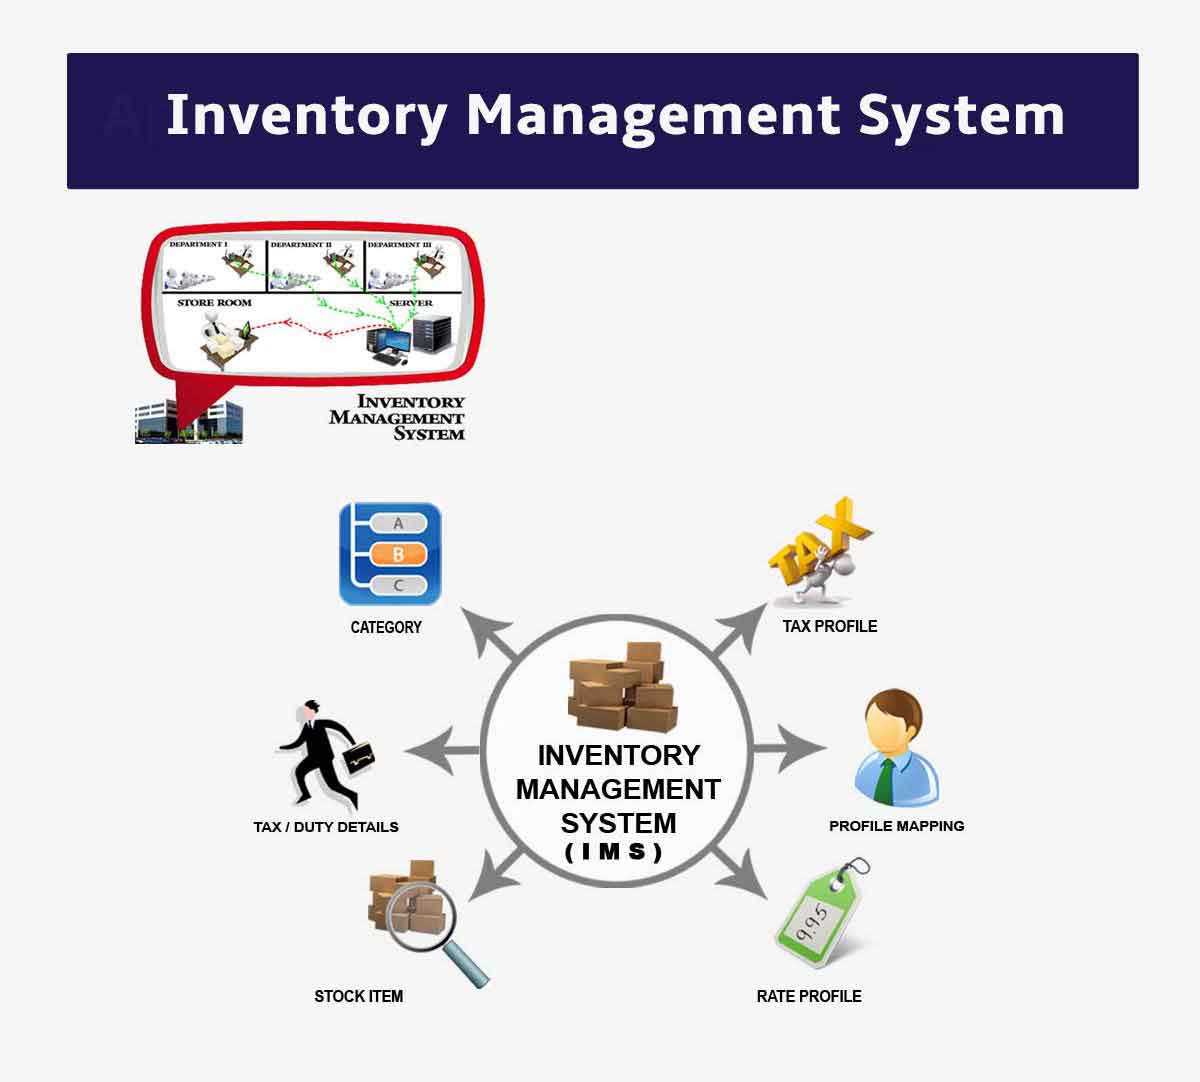 Inventory Management System
DEPARTMENT I
DEPARTMENT II
DEPARTMENT III
STORE ROOM
SERVER
INVENTORY
MANAGEMENT
SYSTEM
A
B
C
CATEGORY
TAX
TAX PROFILE
INVENTORY
MANAGEMENT
SYSTEM
(IMS)
TAX / DUTY DETAILS
PROFILE MAPPING
9.95
STOCK ITEM
RATE PROFILE